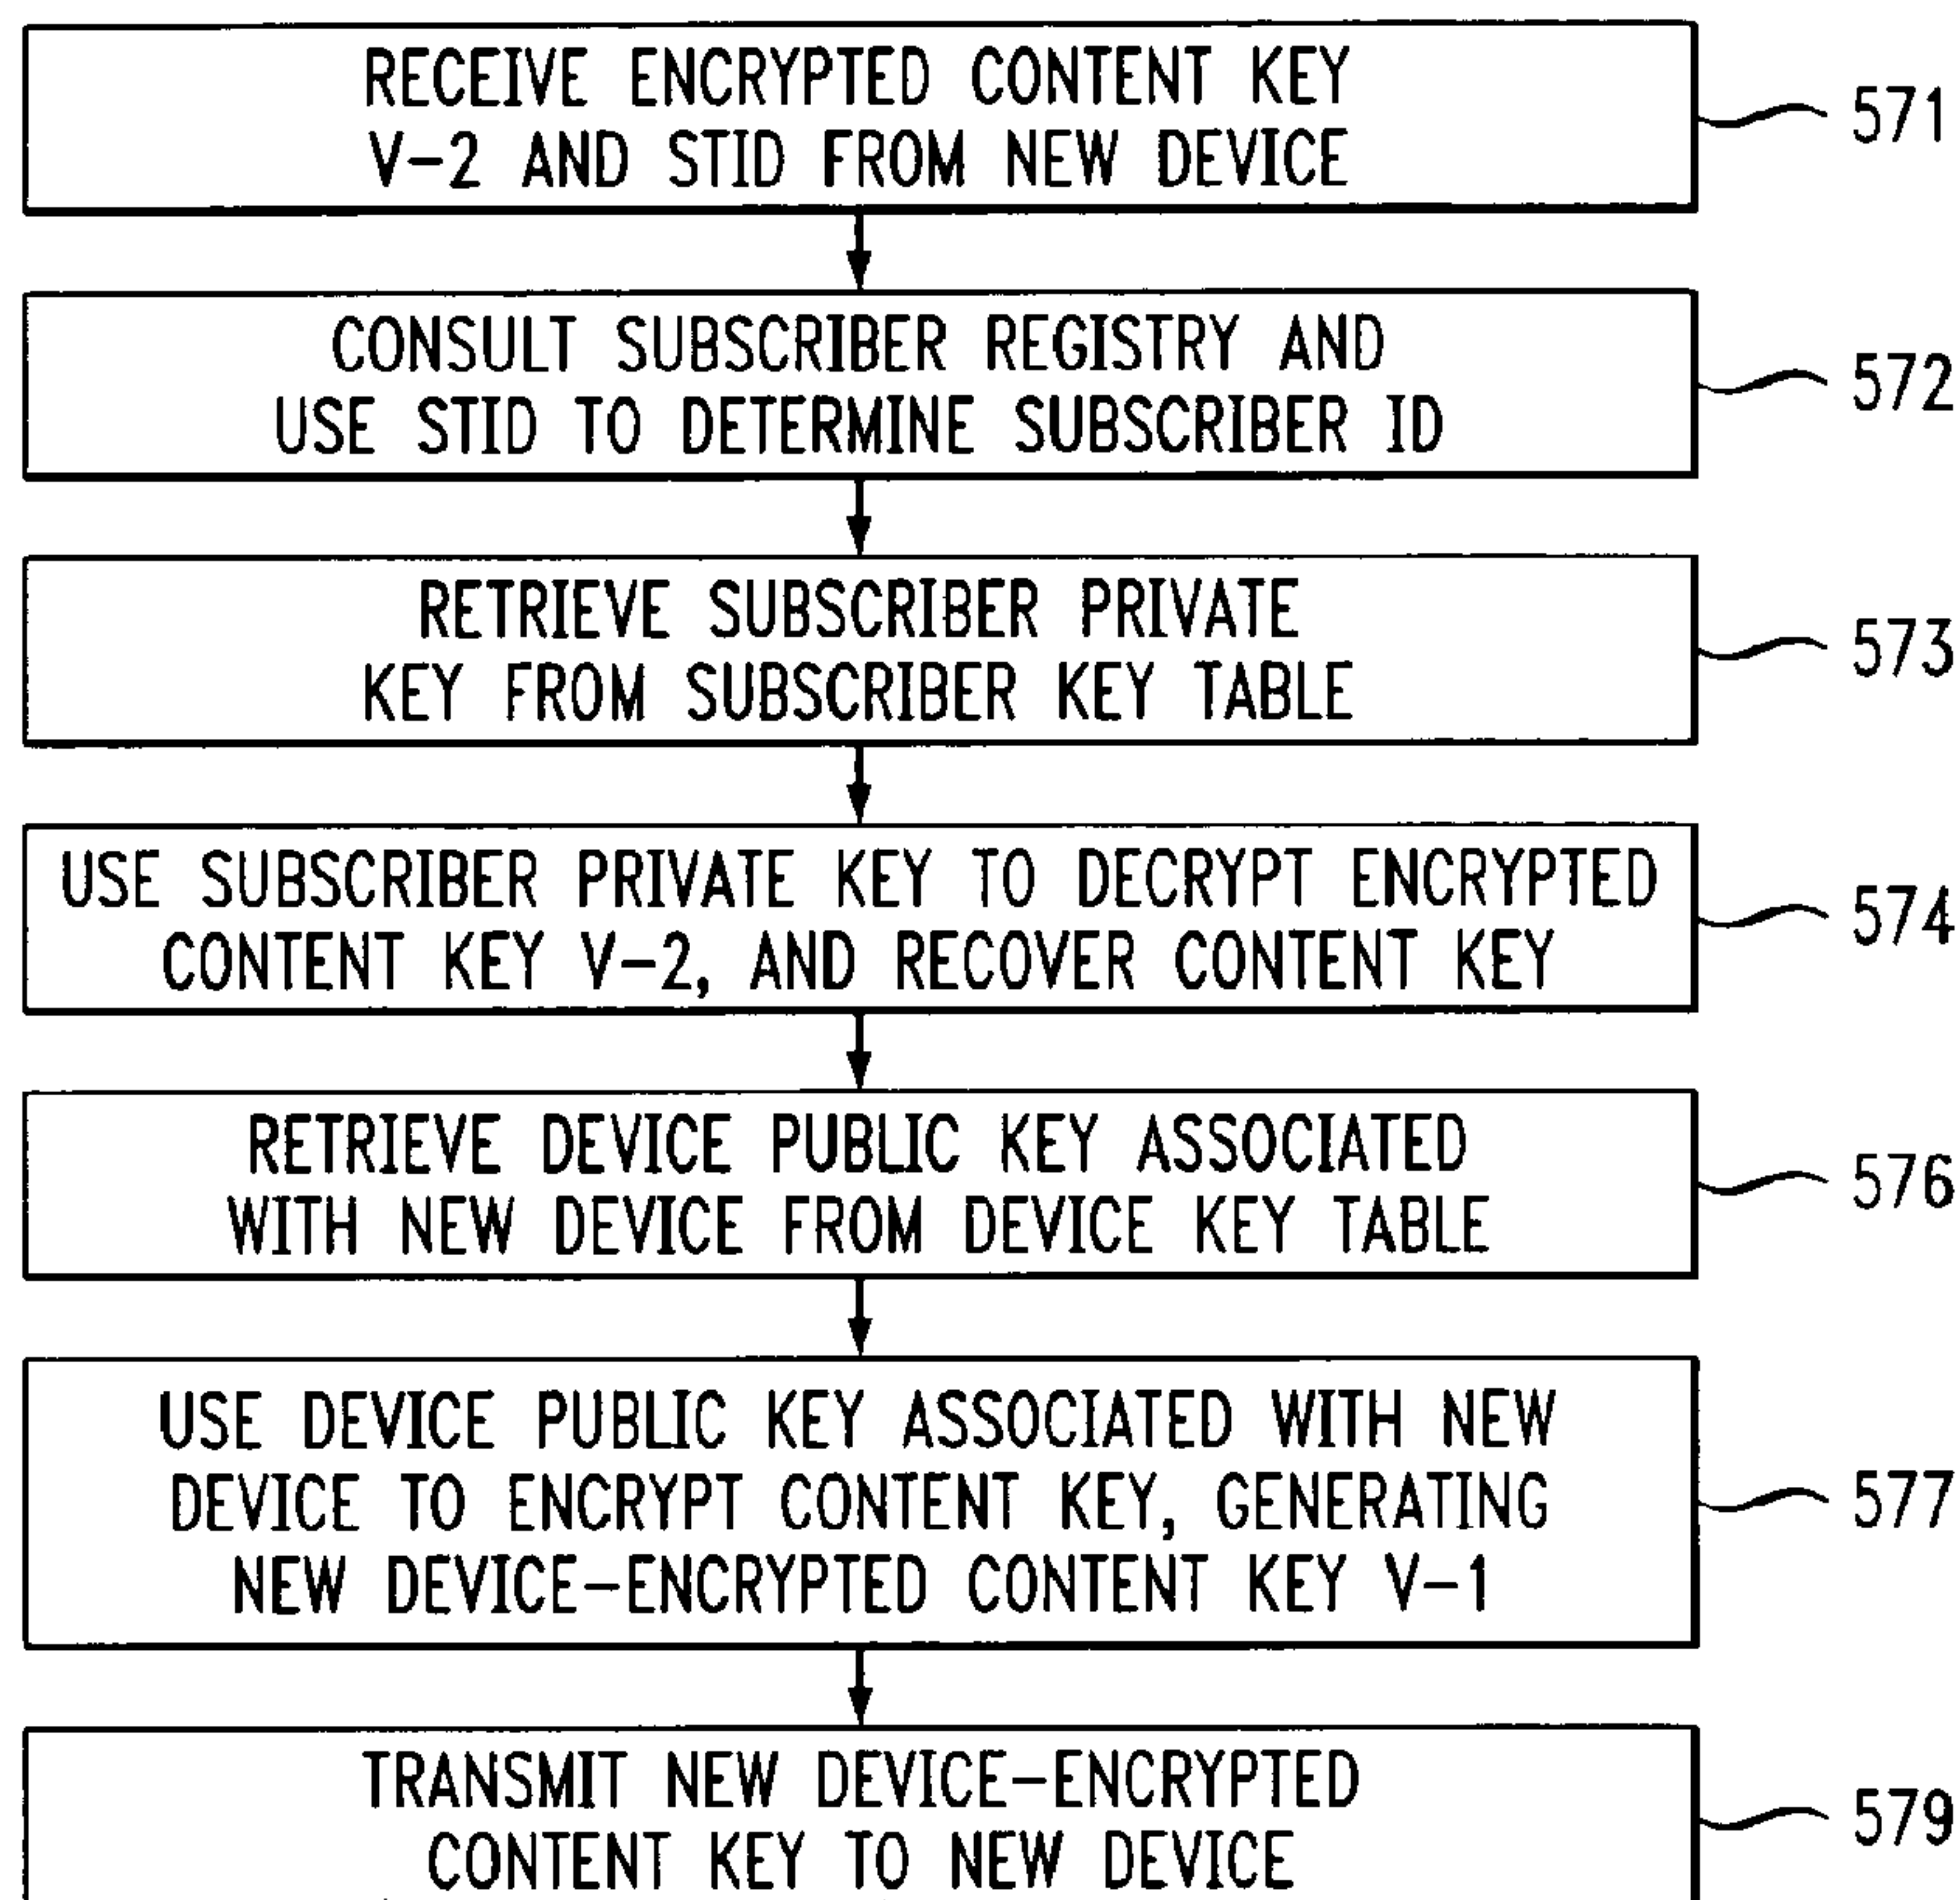 RECEIVE ENCRYPTED CONTENT KEY
V-2 AND STID FROM NEW DEVICE
571
CONSULT SUBSCRIBER REGISTRY AND
USE STID TO DETERMINE SUBSCRIBER ID
572
RETRIEVE SUBSCRIBER PRIVATE
KEY FROM SUBSCRIBER KEY TABLE
573
USE SUBSCRIBER PRIVATE KEY TO DECRYPT ENCRYPTED
CONTENT KEY V-2, AND RECOVER CONTENT KEY
574
RETRIEVE DEVICE PUBLIC KEY ASSOCIATED
WITH NEW DEVICE FROM DEVICE KEY TABLE
576
USE DEVICE PUBLIC KEY ASSOCIATED WITH NEW
DEVICE TO ENCRYPT CONTENT KEY, GENERATING
NEW DEVICE-ENCRYPTED CONTENT KEY V-1
577
TRANSMIT NEW DEVICE-ENCRYPTED
CONTENT KEY TO NEW DEVICE
579